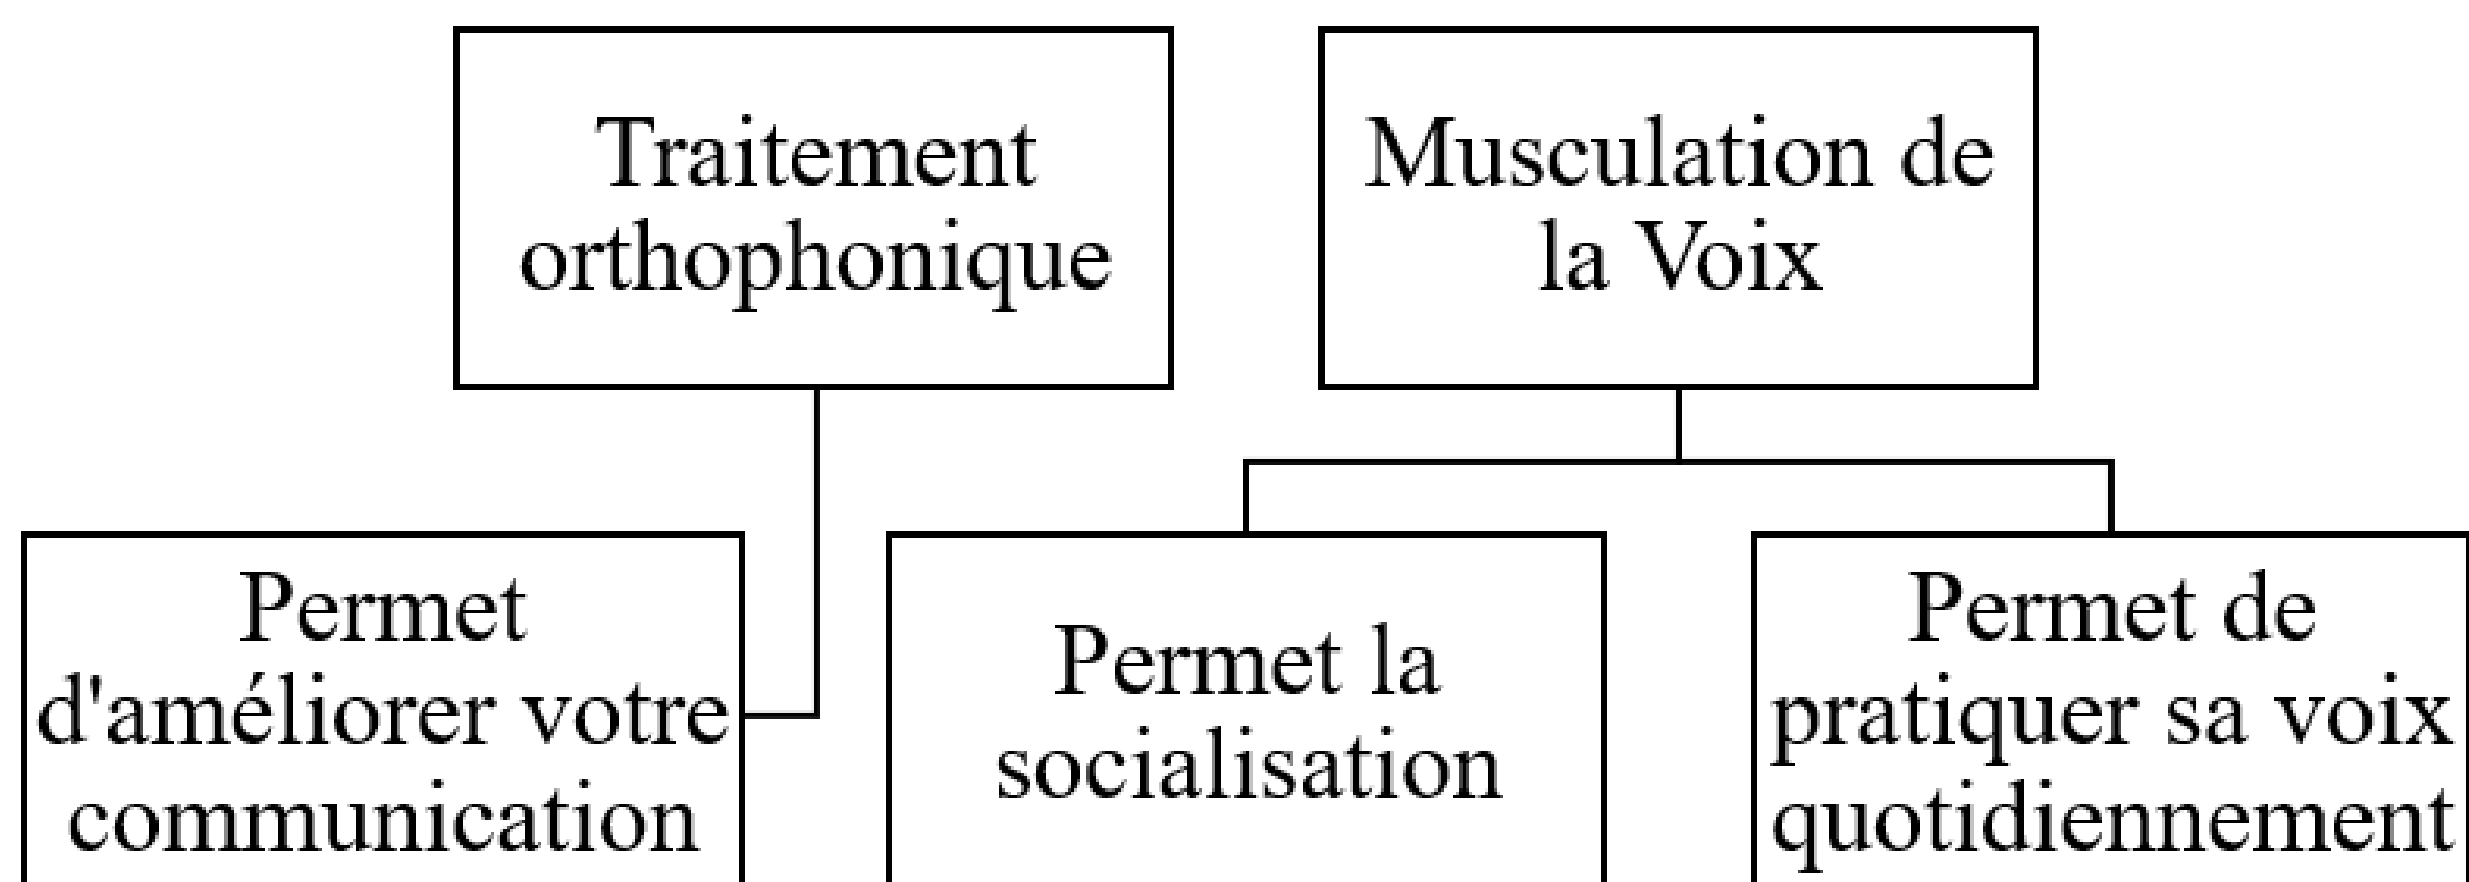 Traitement
orthophonique
Musculation de
la Voix
Permet
d'améliorer votre
communication
Permet la
socialisation
Permet de
pratiquer sa voix
quotidiennement